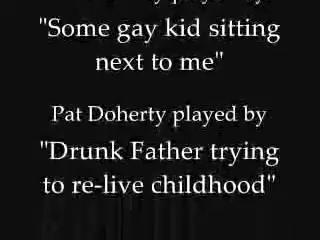 "Some gay kid sitting
next to me"
Pat Doherty played by
"Drunk Father trying
to re-live childhood"